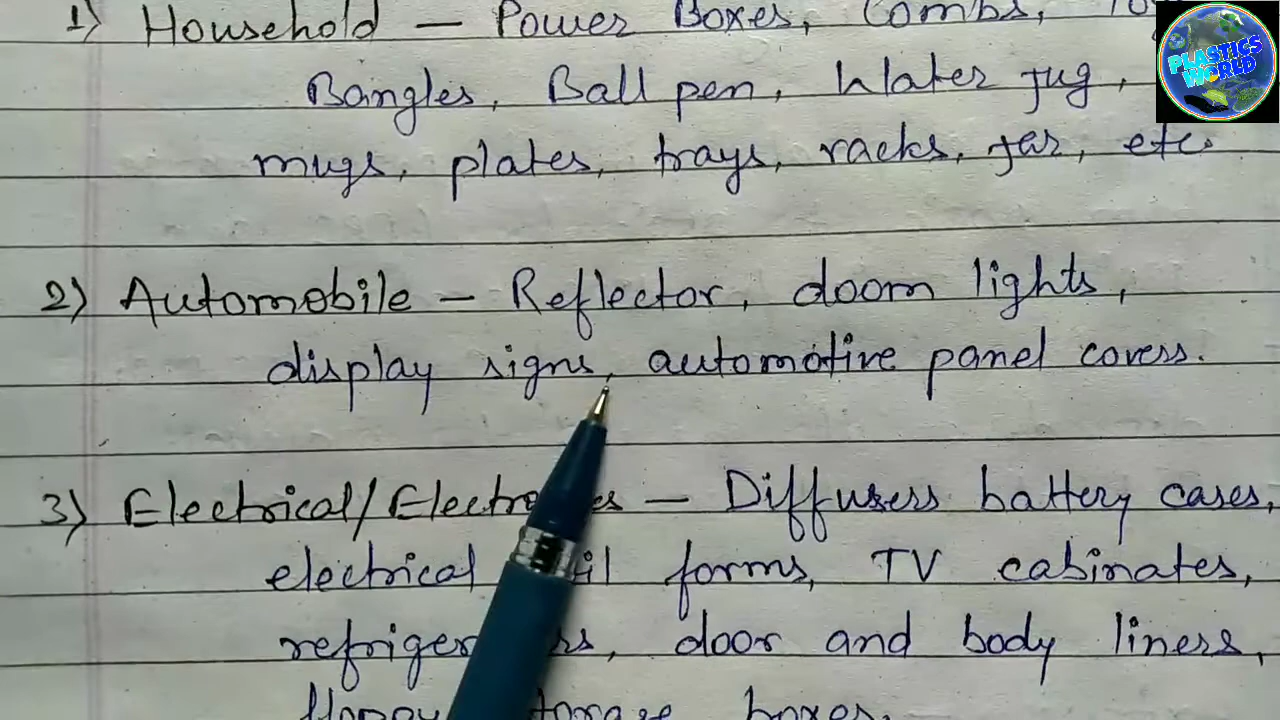 1) Household — Power Boxes, Combs,
Bangles, Ball pen, Water jug,
mugs, plates, trays, racks, jar, etc.
2) Automobile — Reflector, doom lights,
display signs, automotive panel covers.
3) Electrical/ — Diffusers battery cases,
electrical forms, TV cabinates,
door and body liners,
boxes.
PLASTICS
WORLD